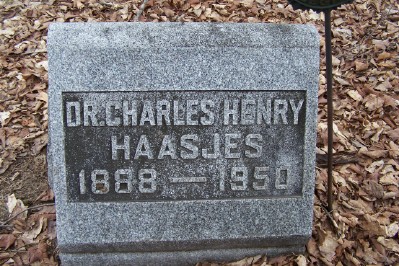 DR. CHARLES HENRY
HAASJES
1888 — 1950